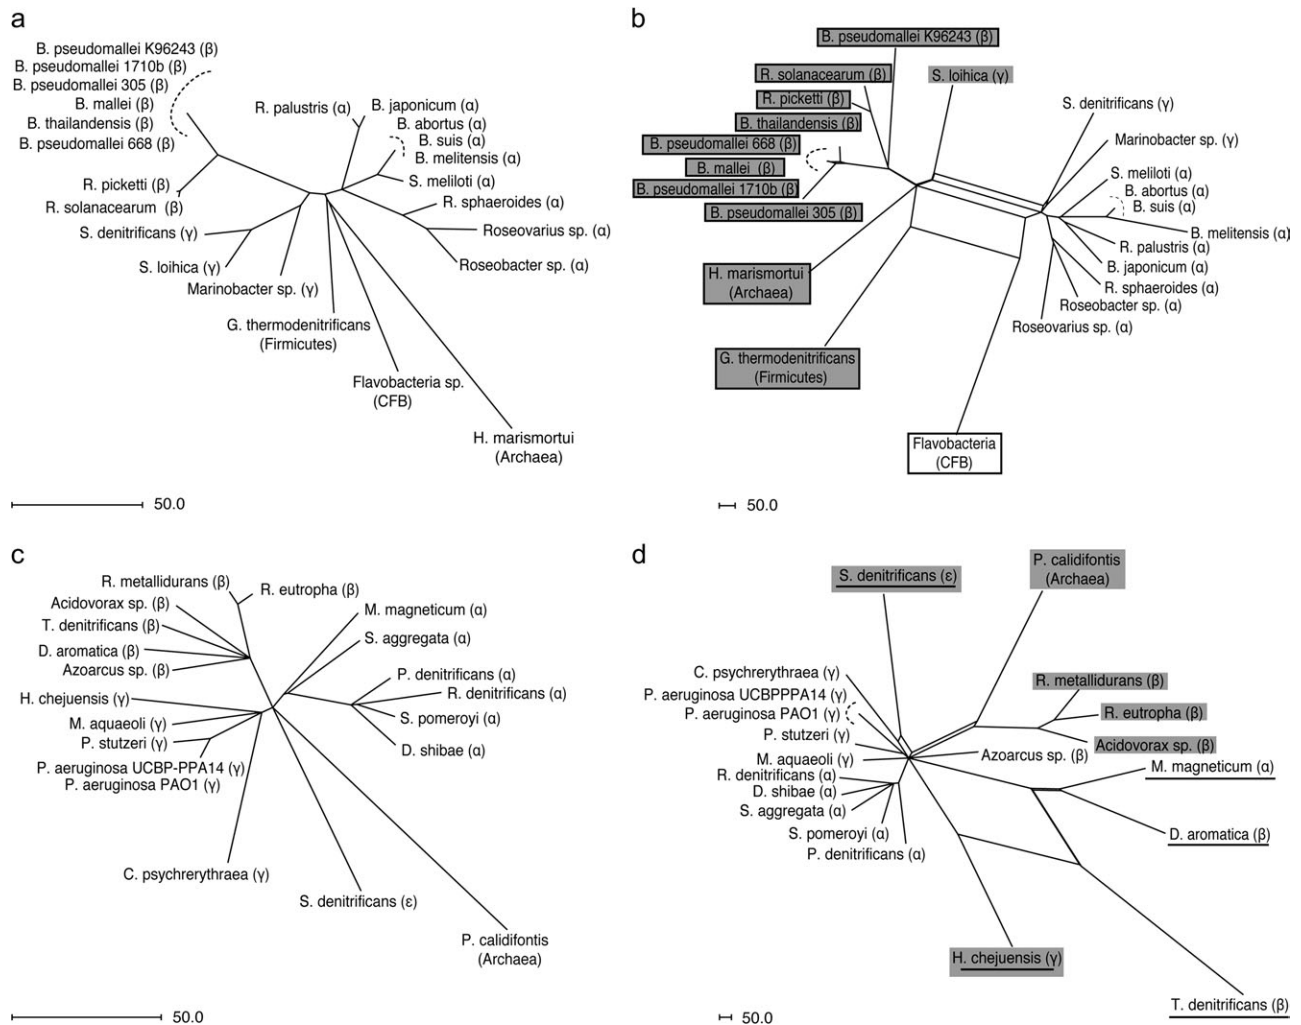 a
B. pseudomallei K96243 (β)
B. pseudomallei 1710b (β)
B. pseudomallei 305 (β)
B. mallei (β)
B. thailandensis (β)
B. pseudomallei 668 (β)
R. picketti (β)
R. solanacearum (β)
S. denitrificans (γ)
S. loihica (γ)
Marinobacter sp. (γ)
R. palustris (α)
B. japonicum (α)
B. abortus (α)
B. suis (α)
B. melitensis (α)
S. meliloti (α)
R. sphaeroides (α)
Roseovarius sp. (α)
Roseobacter sp. (α)
G. thermodenitrificans
(Firmicutes)
Flavobacteria sp.
(CFB)
H. marismortui
(Archaea)
50.0
b
B. pseudomallei K96243 (β)
R. solanacearum (β)
S. loihica (γ)
R. picketti (β)
B. thailandensis (β)
B. pseudomallei 668 (β)
B. mallei (β)
B. pseudomallei 1710b (β)
B. pseudomallei 305 (β)
S. denitrificans (γ)
Marinobacter sp. (γ)
S. meliloti (α)
B. abortus (α)
B. suis (α)
B. melitensis (α)
R. palustris (α)
B. japonicum (α)
R. sphaeroides (α)
Roseobacter sp. (α)
Roseovarius sp. (α)
H. marismortui
(Archaea)
G. thermodenitrificans
(Firmicutes)
Flavobacteria
(CFB)
50.0
c
R. metallidurans (β)
R. eutropha (β)
Acidovorax sp. (β)
T. denitrificans (β)
D. aromatica (β)
Azoarcus sp. (β)
H. chejuensis (γ)
M. aquaeoli (γ)
P. stutzeri (γ)
P. aeruginosa UCBP-PPA14 (γ)
P. aeruginosa PAO1 (γ)
C. psychrerythraea (γ)
M. magneticum (α)
S. aggregata (α)
P. denitrificans (α)
R. denitrificans (α)
S. pomeroyi (α)
D. shibae (α)
S. denitrificans (ε)
P. calidifontis
(Archaea)
50.0
d
S. denitrificans (ε)
P. calidifontis
(Archaea)
C. psychrerythraea (γ)
P. aeruginosa UCBPPPA14 (γ)
P. aeruginosa PAO1 (γ)
P. stutzeri (γ)
M. aquaeoli (γ)
R. denitrificans (α)
D. shibae (α)
S. aggregata (α)
S. pomeroyi (α)
P. denitrificans (α)
R. metallidurans (β)
R. eutropha (β)
Acidovorax sp. (β)
Azoarcus sp. (β)
M. magneticum (α)
D. aromatica (β)
H. chejuensis (γ)
T. denitrificans (β)
50.0